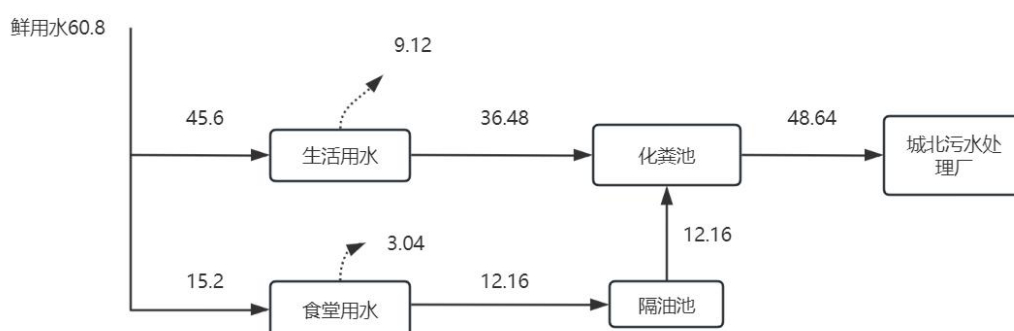 鲜用水60.8
9.12
45.6
36.48
48.64
生活用水
化粪池
城北污水处
理厂
3.04
12.16
15.2
12.16
食堂用水
隔油池